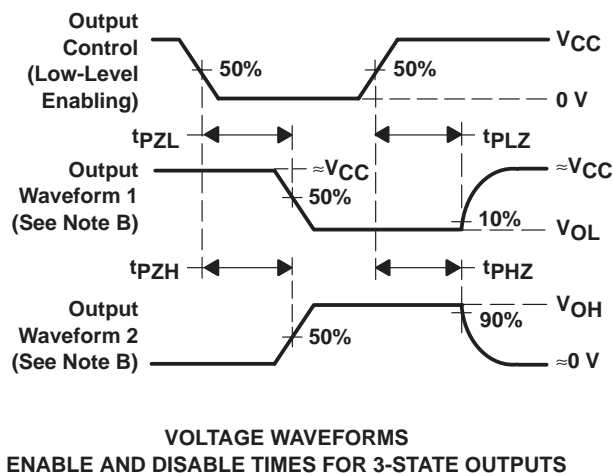 Output
Control
(Low-Level
Enabling)
50%
50%
VCC
0 V
tPZL
tPLZ
Output
Waveform 1
(See Note B)
≈VCC
50%
≈VCC
10%
VOL
tPZH
tPHZ
Output
Waveform 2
(See Note B)
50%
VOH
90%
≈0 V
VOLTAGE WAVEFORMS
ENABLE AND DISABLE TIMES FOR 3-STATE OUTPUTS